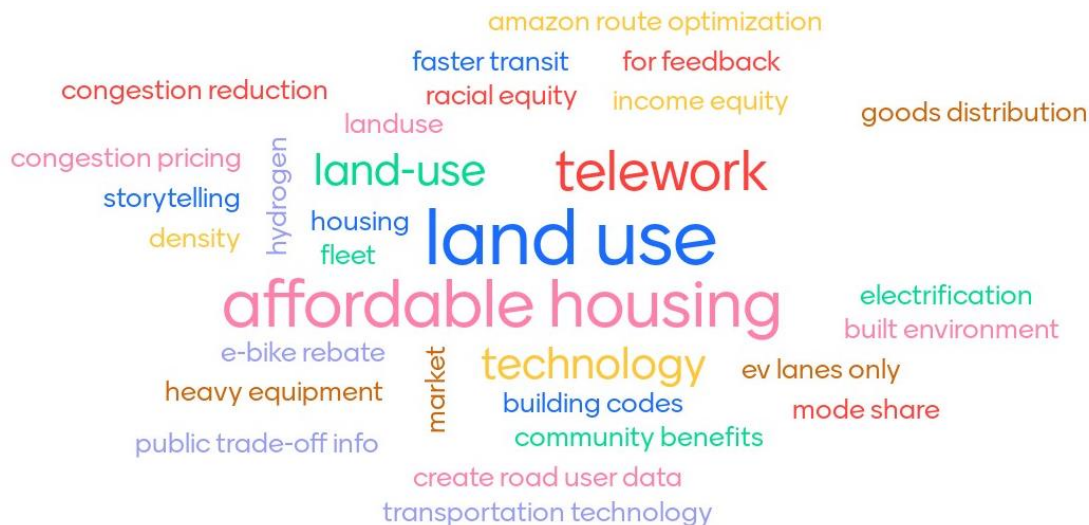 amazon route optimization
faster transit
for feedback
congestion reduction
racial equity
income equity
goods distribution
landuse
congestion pricing
hydrogen
land-use
telework
storytelling
housing
land use
density
fleet
affordable housing
electrification
built environment
e-bike rebate
market
technology
ev lanes only
heavy equipment
building codes
mode share
public trade-off info
community benefits
create road user data
transportation technology